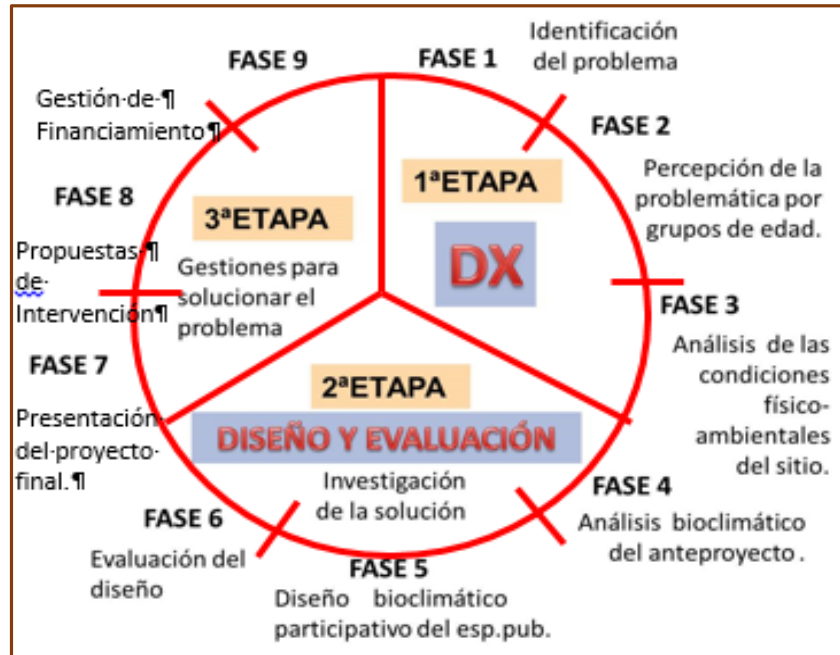 FASE 1
Identificación
del problema
FASE 2
Percepción de la
problemática por
grupos de edad.
FASE 3
Análisis de las
condiciones
físico-
ambientales
del sitio.
FASE 4
Análisis bioclimático
del anteproyecto .
FASE 5
Diseño bioclimático
participativo del esp.pub.
FASE 6
Evaluación del
diseño
FASE 7
Presentación·
del·proyecto·
final.¶
FASE 8
Propuestas·¶
de·
Intervención¶
FASE 9
Gestión·de·¶
Financiamiento¶
1ªETAPA
DX
2ªETAPA
DISEÑO Y EVALUACIÓN
Investigación
de la solución
3ªETAPA
Gestiones para
solucionar el
problema